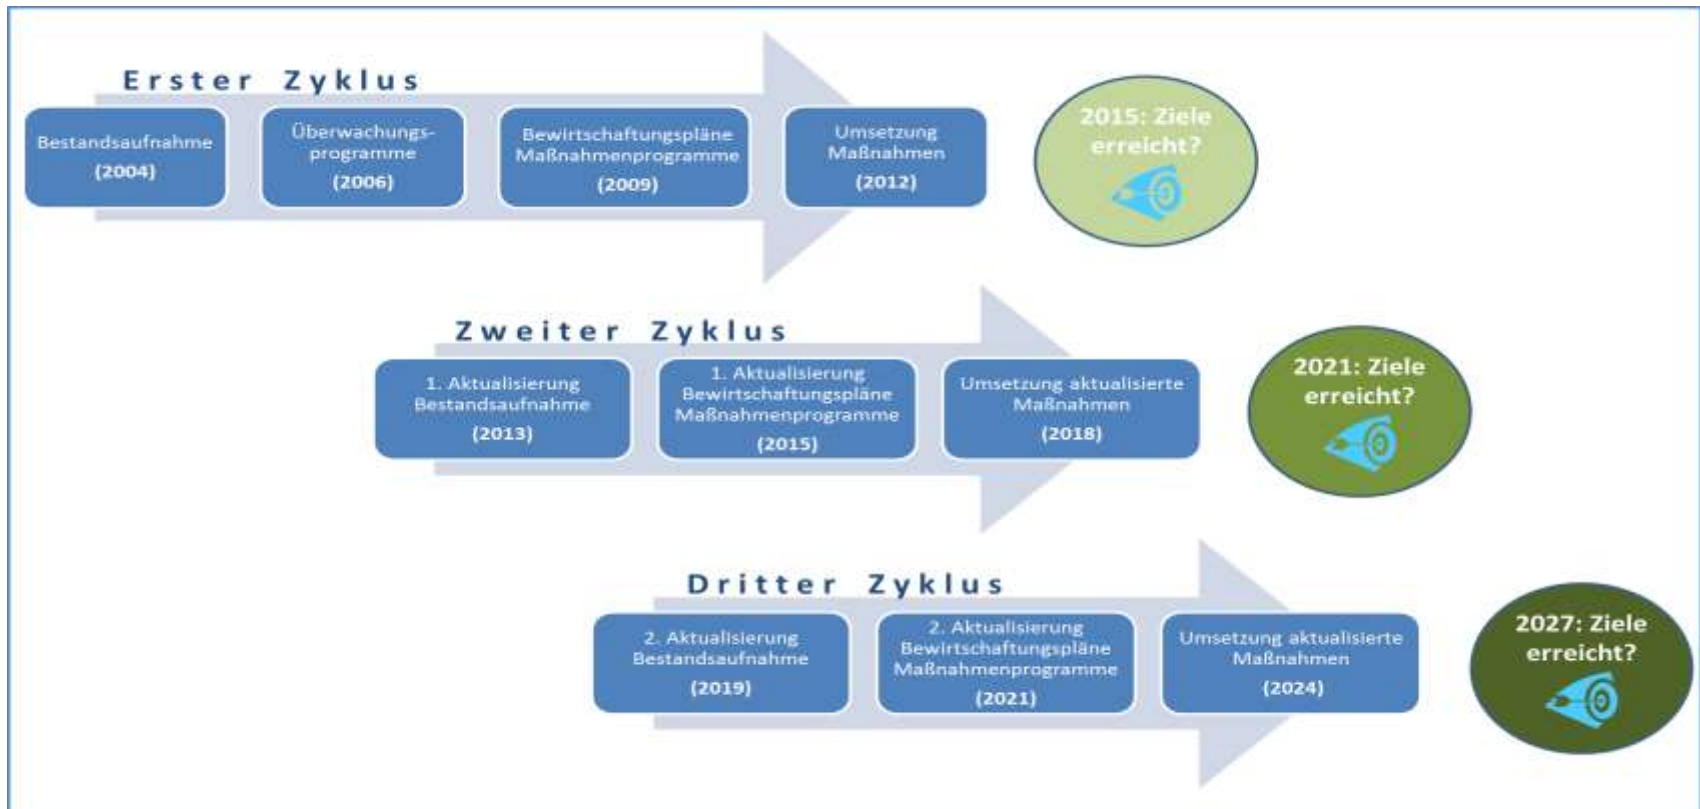 Erster Zyklus
Bestandsaufnahme
(2004)
Überwachungs-
programme
(2006)
Bewirtschaftungspläne
Maßnahmenprogramme
(2009)
Umsetzung
Maßnahmen
(2012)
2015: Ziele
erreicht?
Zweiter Zyklus
1. Aktualisierung
Bestandsaufnahme
(2013)
1. Aktualisierung
Bewirtschaftungspläne
Maßnahmenprogramme
(2015)
Umsetzung aktualisierte
Maßnahmen
(2018)
2021: Ziele
erreicht?
Dritter Zyklus
2. Aktualisierung
Bestandsaufnahme
(2019)
2. Aktualisierung
Bewirtschaftungspläne
Maßnahmenprogramme
(2021)
Umsetzung aktualisierte
Maßnahmen
(2024)
2027: Ziele
erreicht?